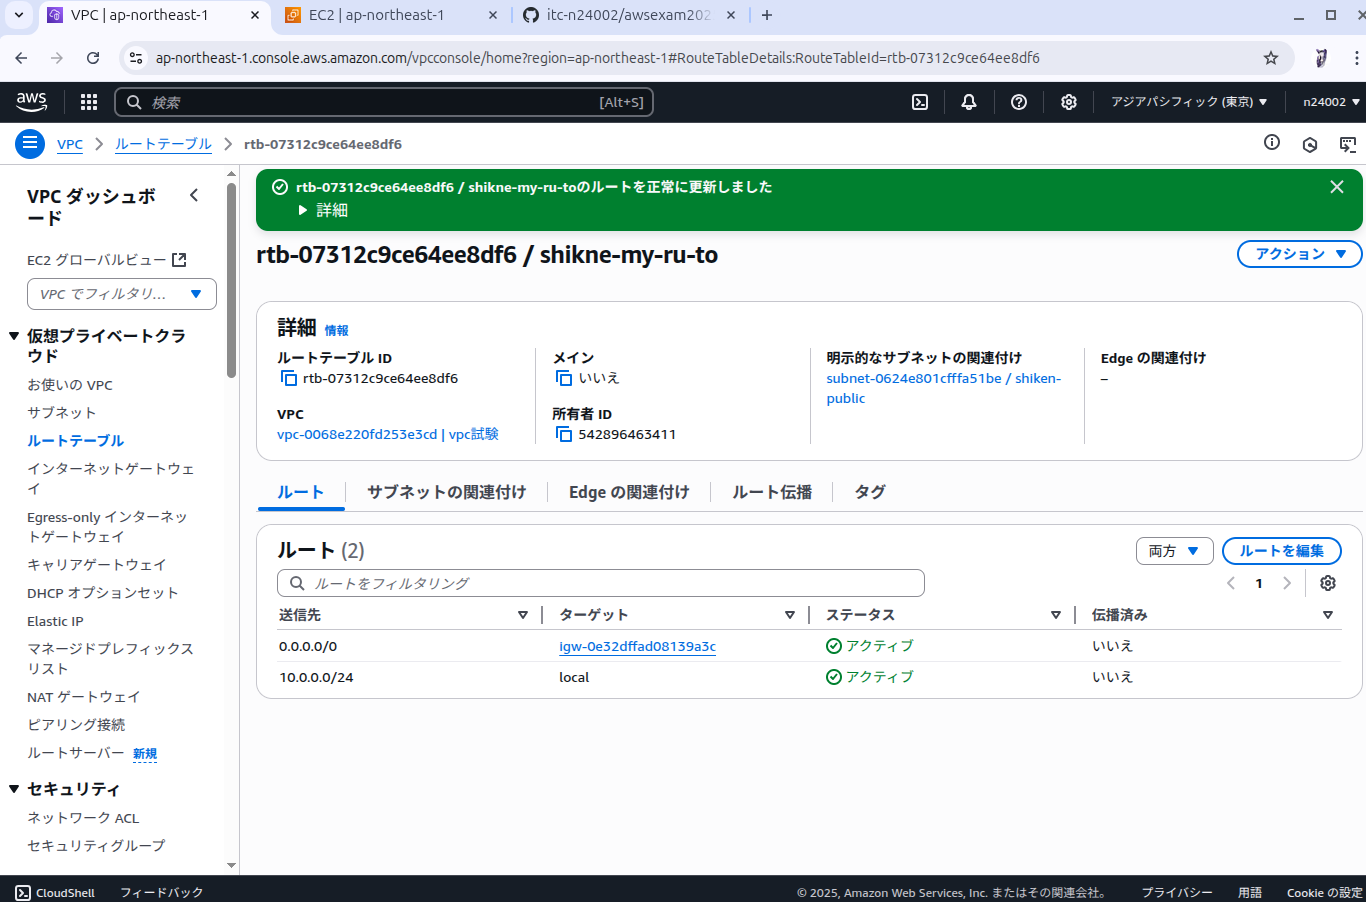 VPC | ap-northeast-1
EC2 | ap-northeast-1
itc-n24002/awsexam202
ap-northeast-1.console.aws.amazon.com/vpcconsole/home?region=ap-northeast-1#RouteTableDetails:RouteTableId=rtb-07312c9ce64ee8df6
aws
検索
[Alt+S]
アジアパシフィック (東京)
n24002
VPC
ルートテーブル
rtb-07312c9ce64ee8df6
VPC ダッシュボ
ード
EC2 グローバルビュー
VPC でフィルタリ...
仮想プライベートクラ
ウド
お使いの VPC
サブネット
ルートテーブル
インターネットゲートウェ
イ
Egress-only インターネッ
トゲートウェイ
キャリアゲートウェイ
DHCP オプションセット
Elastic IP
マネージドプレフィックス
リスト
NAT ゲートウェイ
ピアリング接続
ルートサーバー 新規
セキュリティ
ネットワーク ACL
セキュリティグループ
rtb-07312c9ce64ee8df6 / shikne-my-ru-toのルートを正常に更新しました
詳細
rtb-07312c9ce64ee8df6 / shikne-my-ru-to
アクション
詳細 情報
ルートテーブル ID
rtb-07312c9ce64ee8df6
VPC
vpc-0068e220fd253e3cd | vpc試験
メイン
いいえ
所有者 ID
542896463411
明示的なサブネットの関連付け
subnet-0624e801cfffa51be / shiken-
public
Edge の関連付け
–
ルート
サブネットの関連付け
Edge の関連付け
ルート伝播
タグ
ルート (2)
両方
ルートを編集
ルートをフィルタリング
1
送信先
ターゲット
ステータス
伝播済み
0.0.0.0/0
igw-0e32dffad08139a3c
アクティブ
いいえ
10.0.0.0/24
local
アクティブ
いいえ
CloudShell
フィードバック
© 2025, Amazon Web Services, Inc. またはその関連会社。
プライバシー
用語
Cookie の設定